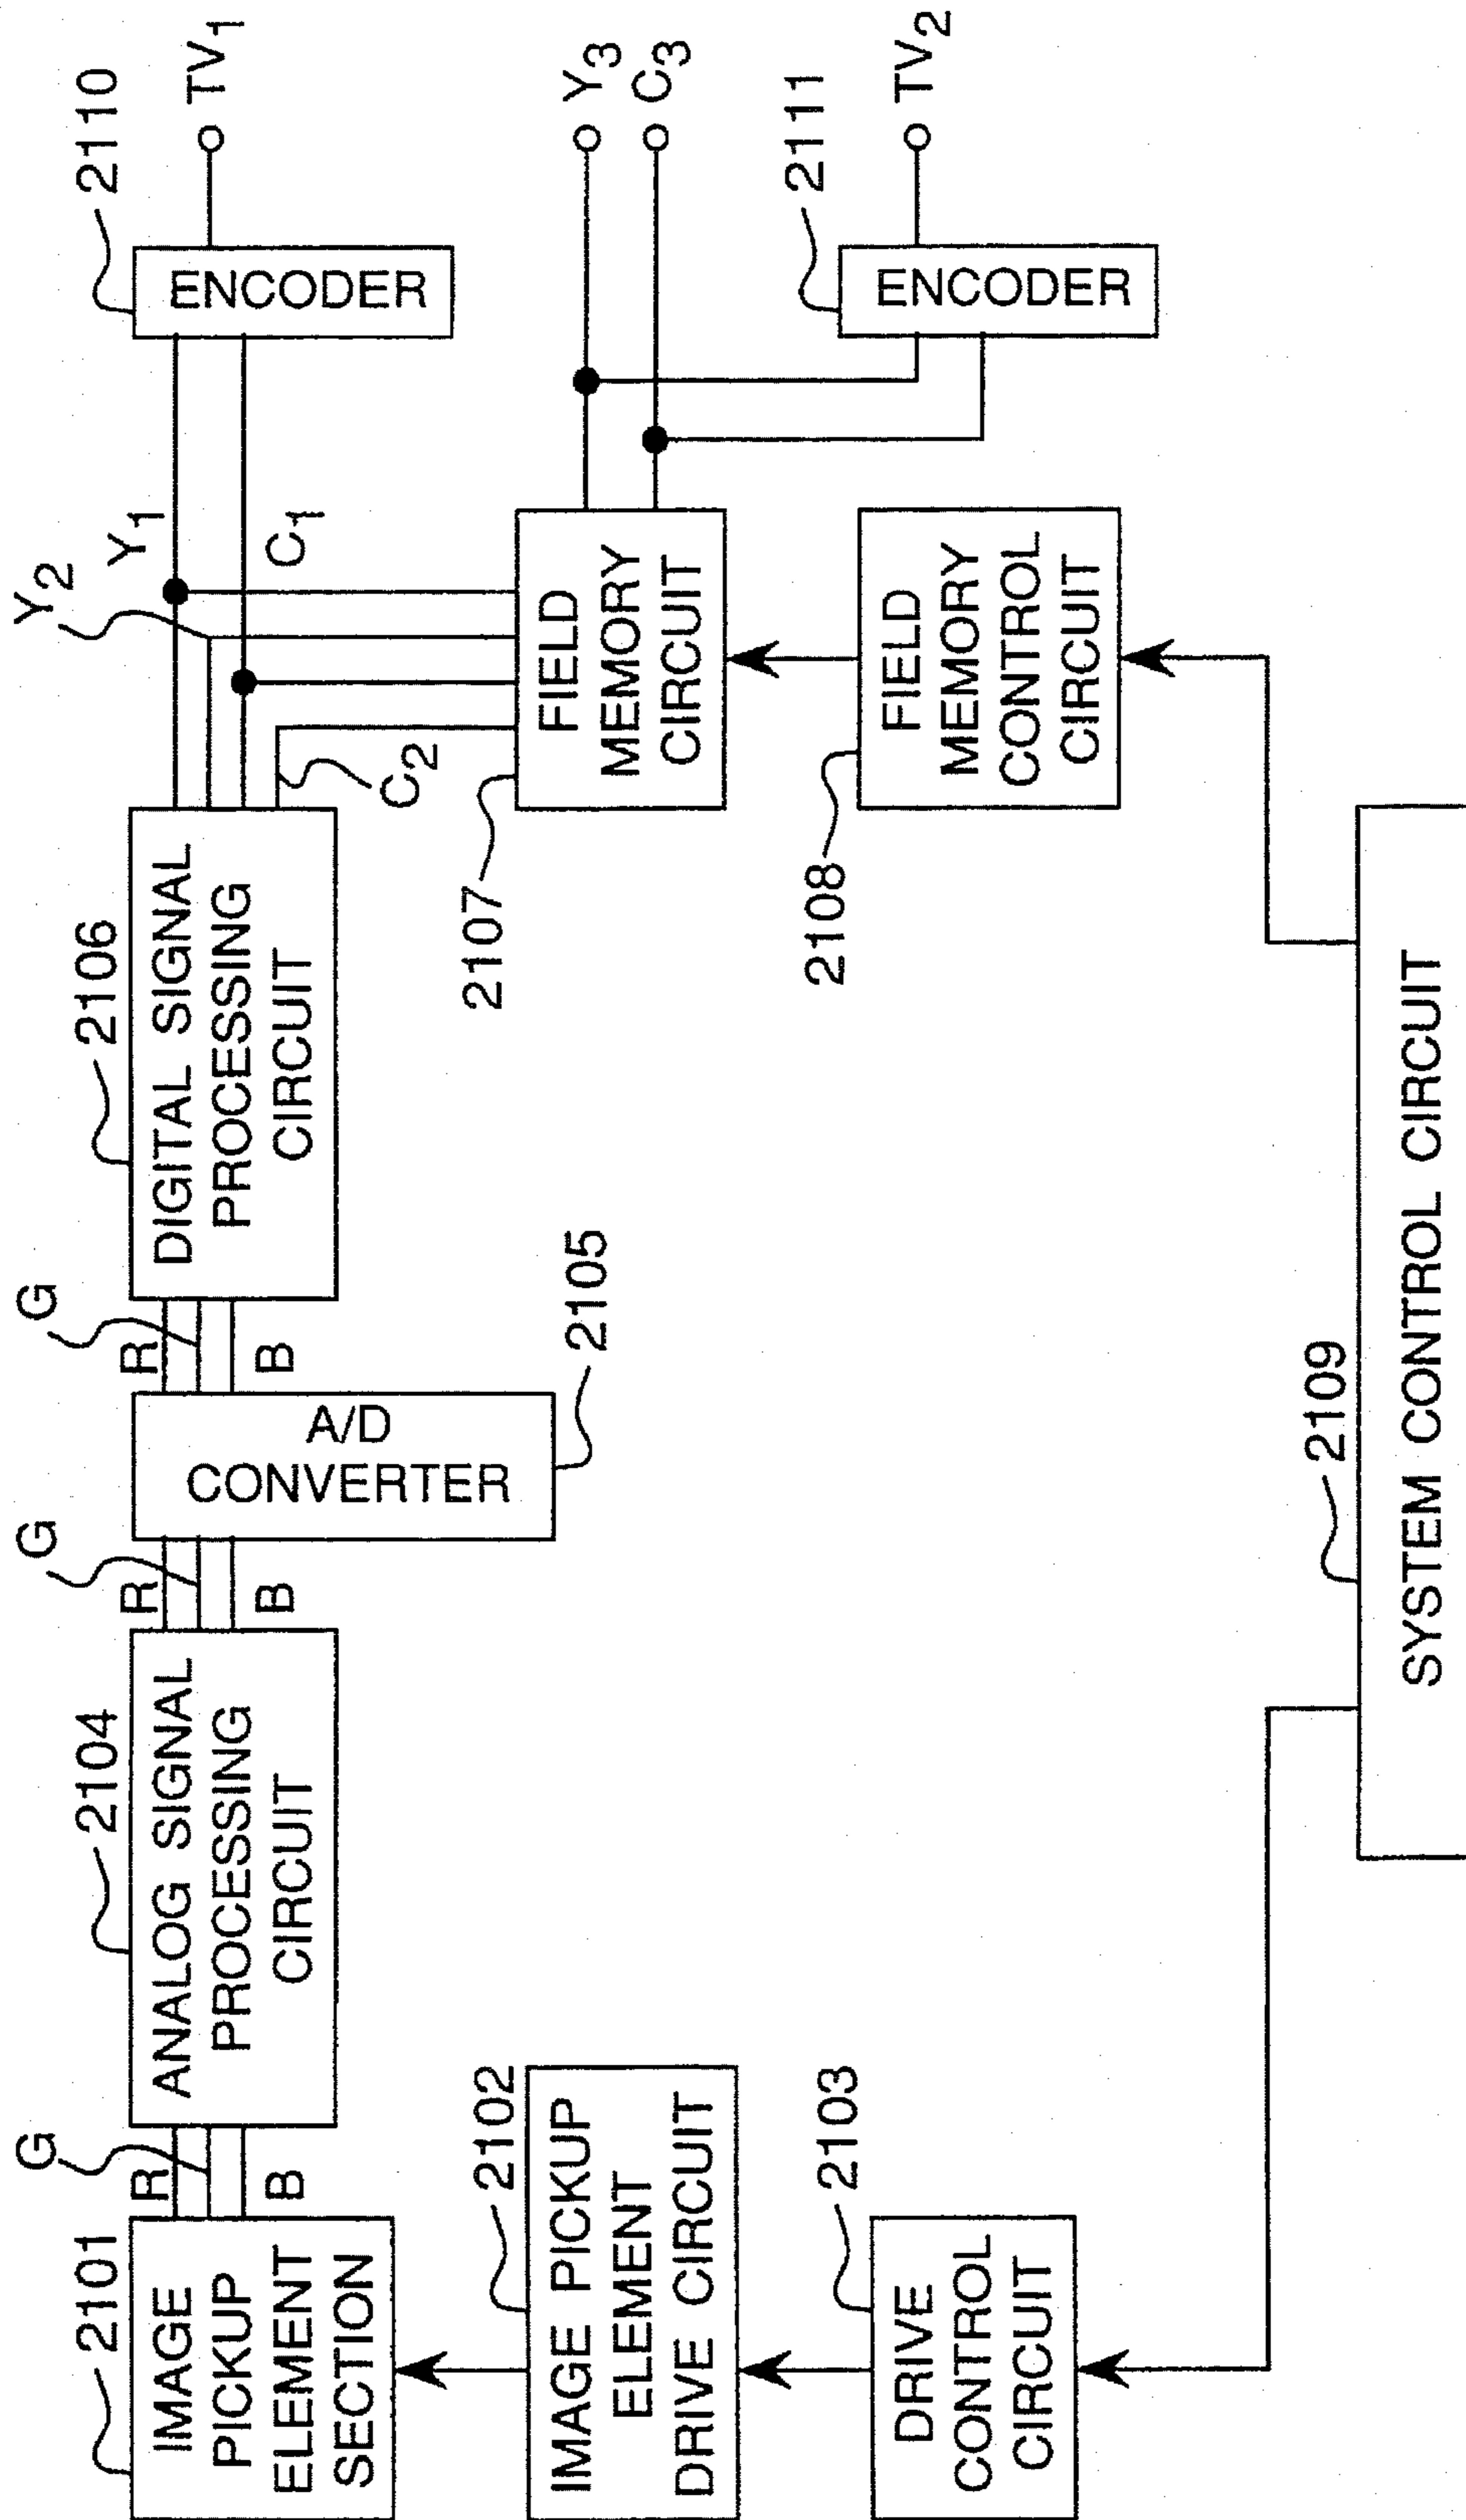 2101
IMAGE
PICKUP
ELEMENT
SECTION
R
G
B
2104
ANALOG SIGNAL
PROCESSING
CIRCUIT
R
G
B
A/D
CONVERTER
2105
R
G
B
2106
DIGITAL SIGNAL
PROCESSING
CIRCUIT
Y2
Y1
C1
C2
2110
ENCODER
TV1
2102
IMAGE PICKUP
ELEMENT
DRIVE CIRCUIT
2107
FIELD
MEMORY
CIRCUIT
Y3
C3
2103
DRIVE
CONTROL
CIRCUIT
2108
FIELD
MEMORY
CONTROL
CIRCUIT
2111
ENCODER
TV2
2109
SYSTEM CONTROL CIRCUIT